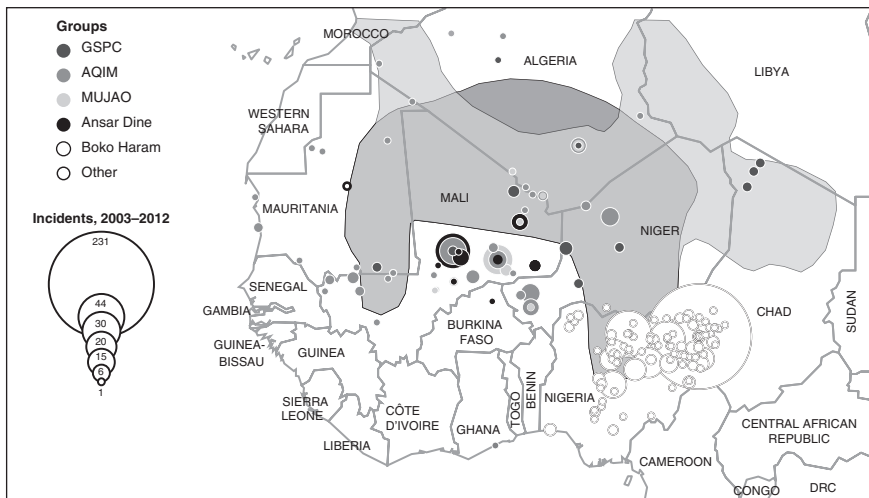 Groups
GSPC
AQIM
MUJAO
Ansar Dine
Boko Haram
Other
Incidents, 2003–2012
231
44
30
20
15
6
1
MOROCCO
ALGERIA
LIBYA
WESTERN
SAHARA
MAURITANIA
MALI
NIGER
CHAD
SUDAN
SENEGAL
GAMBIA
GUINEA-
BISSAU
GUINEA
BURKINA
FASO
SIERRA
LEONE
LIBERIA
CÔTE
D'IVOIRE
GHANA
TOGO
BENIN
NIGERIA
CAMEROON
CENTRAL AFRICAN
REPUBLIC
CONGO
DRC